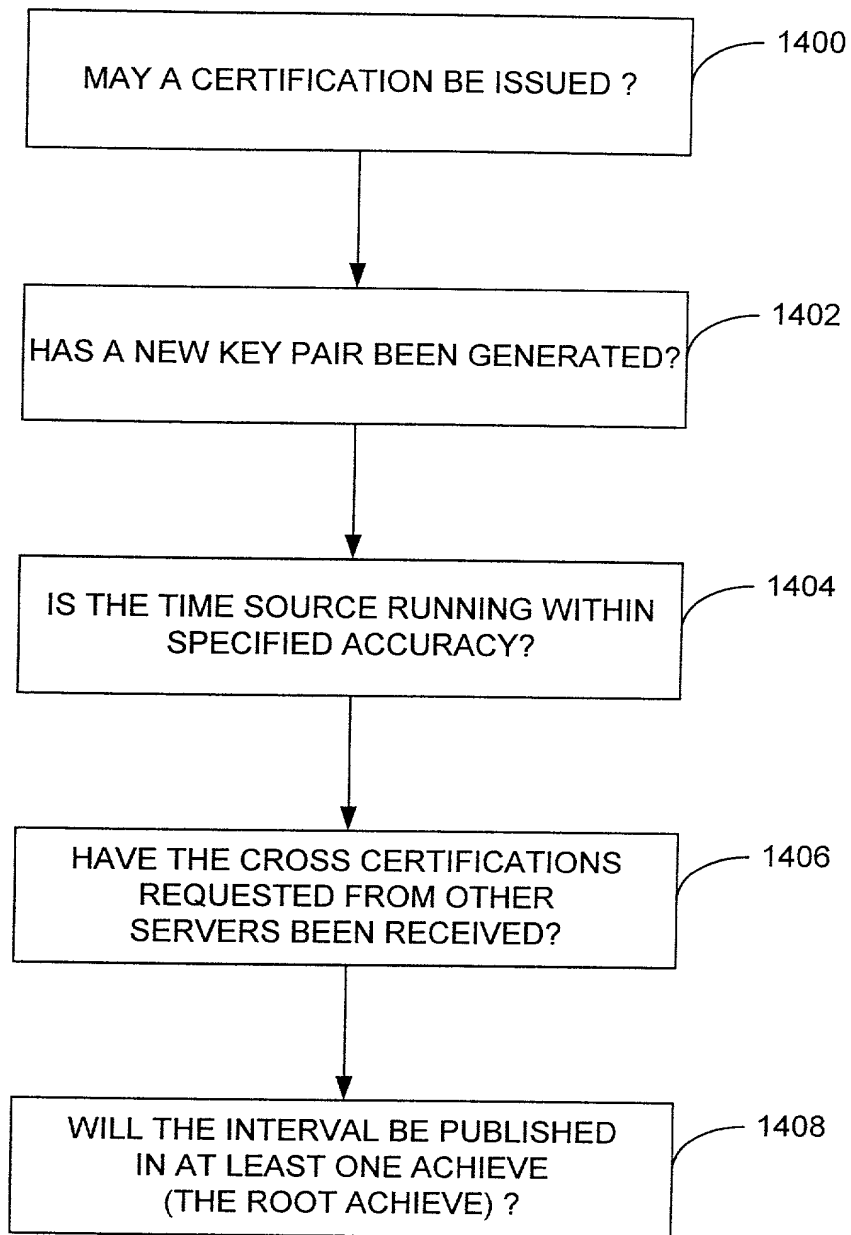 1400
MAY A CERTIFICATION BE ISSUED ?
1402
HAS A NEW KEY PAIR BEEN GENERATED?
1404
IS THE TIME SOURCE RUNNING WITHIN
SPECIFIED ACCURACY?
1406
HAVE THE CROSS CERTIFICATIONS
REQUESTED FROM OTHER
SERVERS BEEN RECEIVED?
1408
WILL THE INTERVAL BE PUBLISHED
IN AT LEAST ONE ACHIEVE
(THE ROOT ACHIEVE) ?